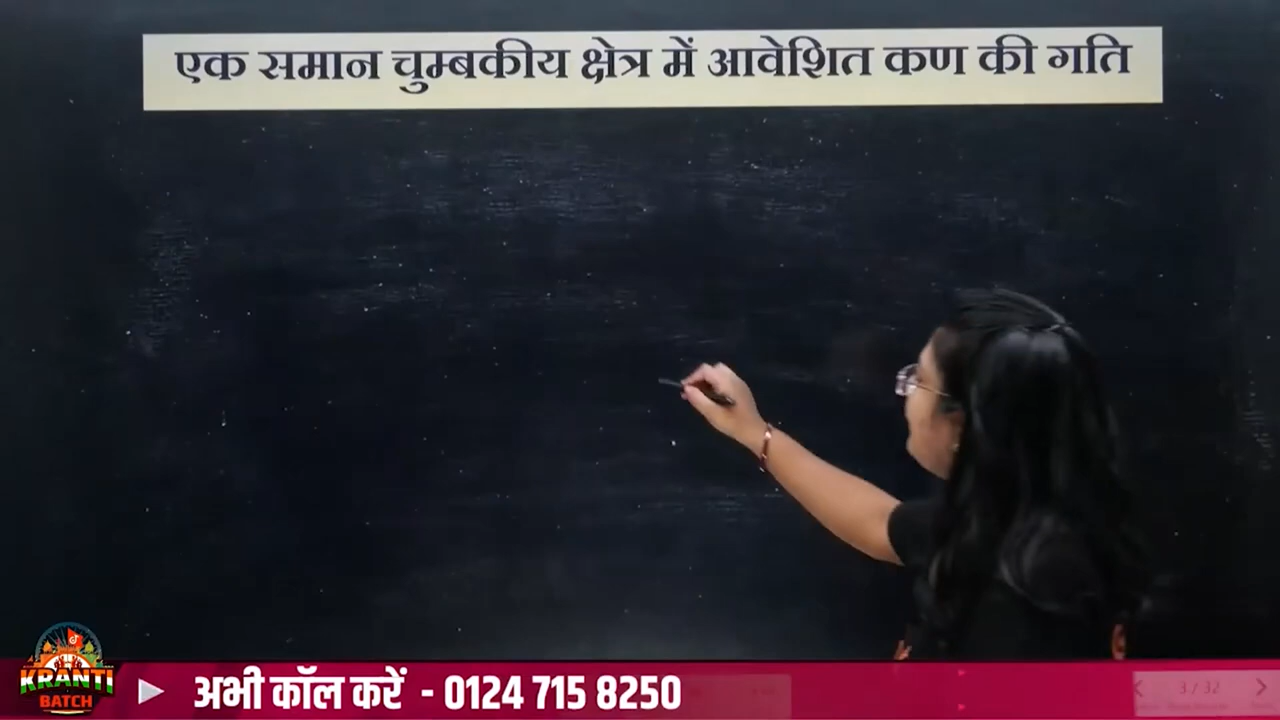 एक समान चुम्बकीय क्षेत्र में आवेशित कण की गति
KRANTI
BATCH
अभी कॉल करें - 0124 715 8250
3 / 32